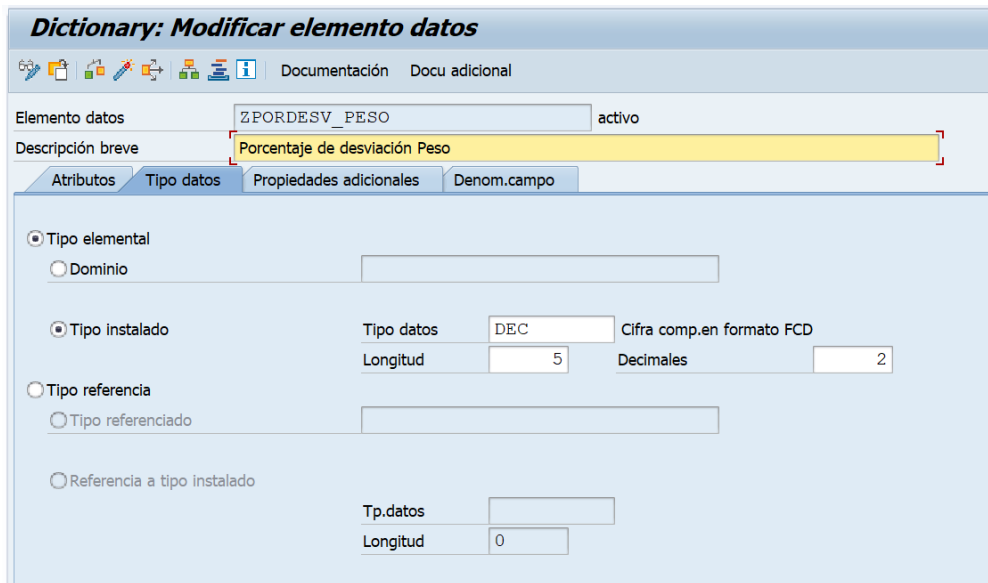 Dictionary: Modificar elemento datos
Documentación Docu adicional
Elemento datos ZPORDESV_PESO activo
Descripción breve Porcentaje de desviación Peso
Atributos Tipo datos Propiedades adicionales Denom.campo
Tipo elemental
Dominio
Tipo instalado Tipo datos DEC Cifra comp.en formato FCD
Longitud 5 Decimales 2
Tipo referencia
Tipo referenciado
Referencia a tipo instalado
Tp.datos
Longitud 0